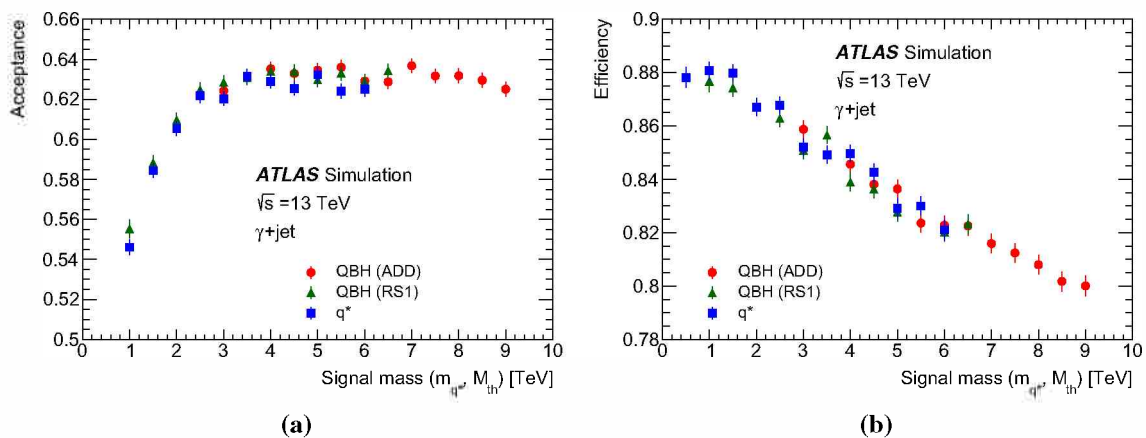 Acceptance
0.66
0.64
0.62
0.6
0.58
0.56
0.54
0.52
0.5
ATLAS Simulation
√s =13 TeV
γ+jet
QBH (ADD)
QBH (RS1)
q*
0 1 2 3 4 5 6 7 8 9 10
Signal mass (m_q*, M_th) [TeV]
(a)
Efficiency
0.9
0.88
0.86
0.84
0.82
0.8
0.78
ATLAS Simulation
√s =13 TeV
γ+jet
QBH (ADD)
QBH (RS1)
q*
0 1 2 3 4 5 6 7 8 9 10
Signal mass (m_q*, M_th) [TeV]
(b)